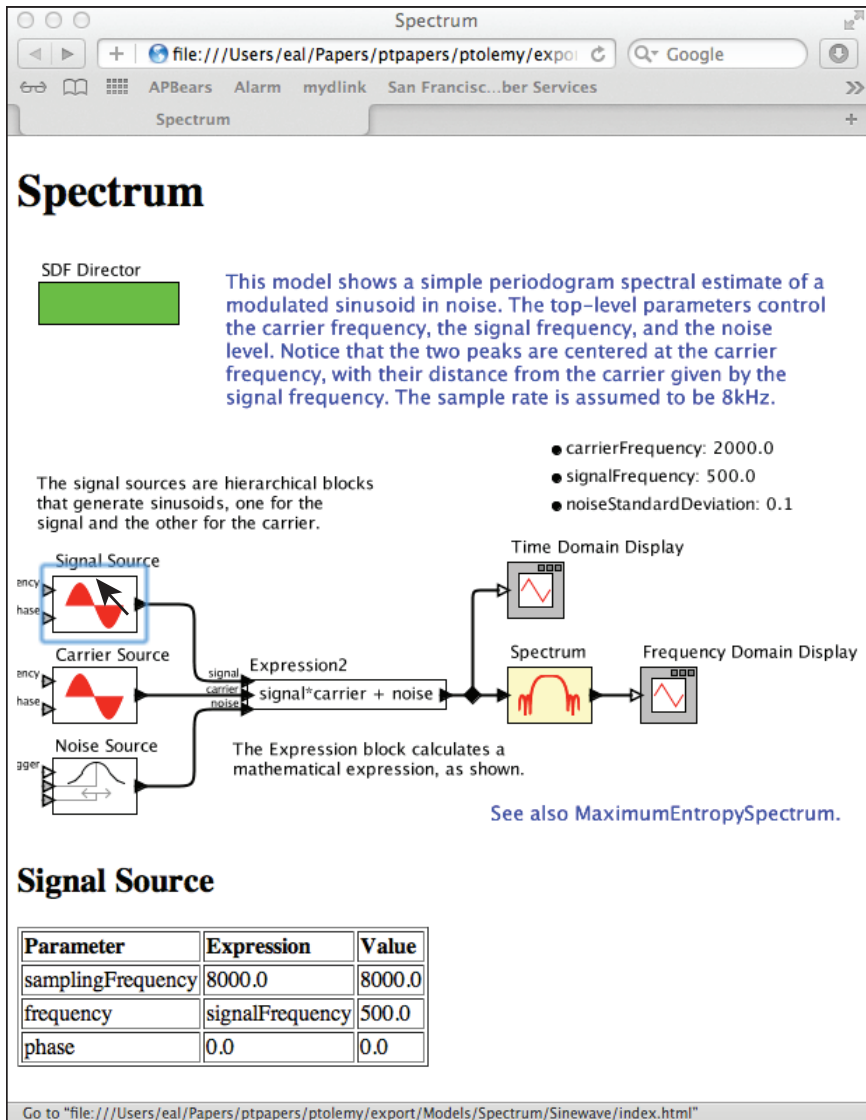 Spectrum
file:///Users/eal/Papers/ptpapers/ptolemy/expo
Google
APBears Alarm mydlink San Francisc...ber Services
Spectrum
Spectrum
SDF Director
This model shows a simple periodogram spectral estimate of a
modulated sinusoid in noise. The top-level parameters control
the carrier frequency, the signal frequency, and the noise
level. Notice that the two peaks are centered at the carrier
frequency, with their distance from the carrier given by the
signal frequency. The sample rate is assumed to be 8kHz.
carrierFrequency: 2000.0
signalFrequency: 500.0
noiseStandardDeviation: 0.1
The signal sources are hierarchical blocks
that generate sinusoids, one for the
signal and the other for the carrier.
Signal Source
ency
hase
Time Domain Display
Carrier Source
ency
hase
signal
carrier
noise
Expression2
signal*carrier + noise
Spectrum
Frequency Domain Display
Noise Source
gger
The Expression block calculates a
mathematical expression, as shown.
See also MaximumEntropySpectrum.
Signal Source
Parameter Expression Value
samplingFrequency 8000.0 8000.0
frequency signalFrequency 500.0
phase 0.0 0.0
Go to "file:///Users/eal/Papers/ptpapers/ptolemy/export/Models/Spectrum/Sinewave/index.html"